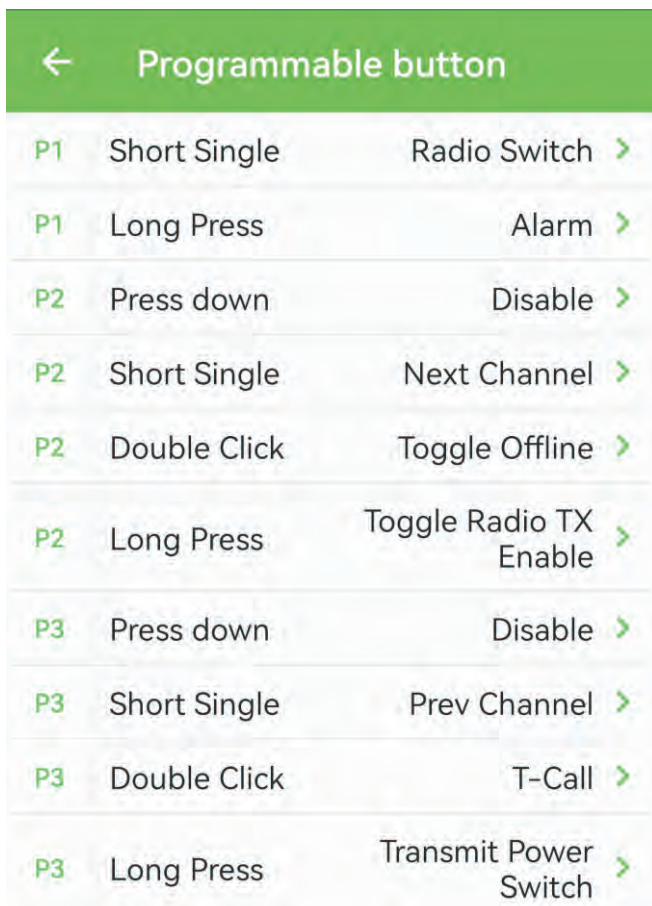 Programmable button
P1 Short Single Radio Switch
P1 Long Press Alarm
P2 Press down Disable
P2 Short Single Next Channel
P2 Double Click Toggle Offline
P2 Long Press Toggle Radio TX
Enable
P3 Press down Disable
P3 Short Single Prev Channel
P3 Double Click T-Call
P3 Long Press Transmit Power
Switch